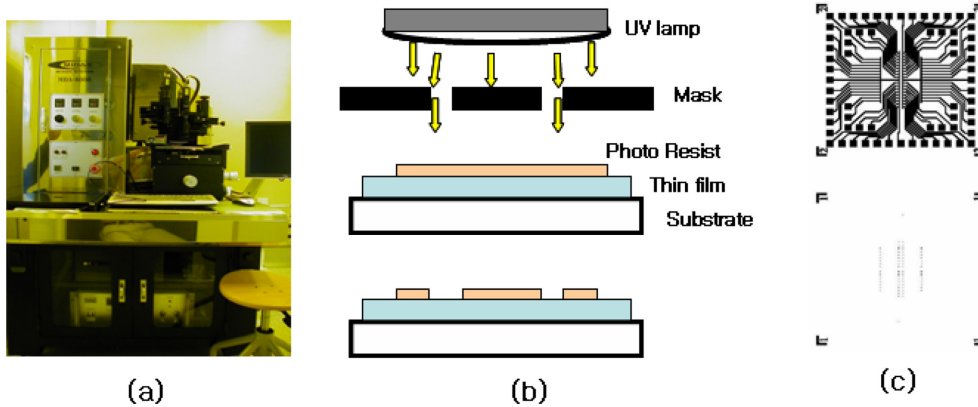 UV lamp
Mask
Photo Resist
Thin film
Substrate
(a)
(b)
(c)